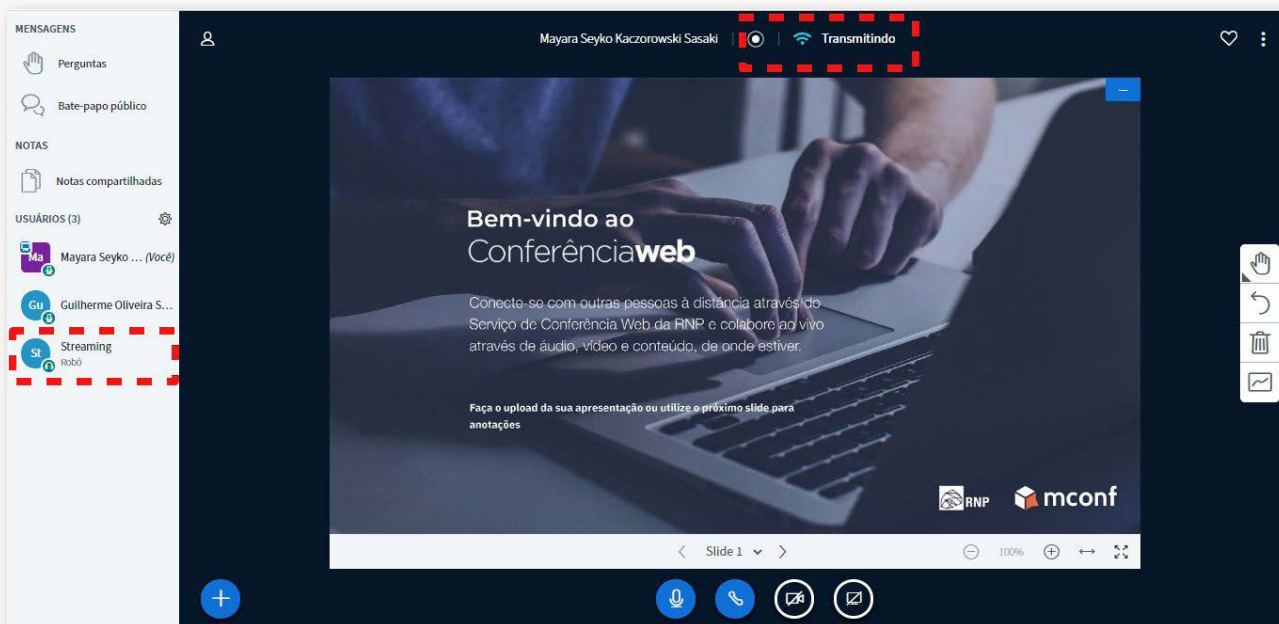 MENSAGENS
Perguntas
Bate-papo público
NOTAS
Notas compartilhadas
USUÁRIOS (3)
Ma
Mayara Seyko ... (Você)
Gu
Guilherme Oliveira S...
St
Streaming
Robô
Mayara Seyko Kaczorowski Sasaki
Transmitindo
Bem-vindo ao
Conferênciaweb
Conecte-se com outras pessoas à distância através do
Serviço de Conferência Web da RNP e colabore ao vivo
através de áudio, vídeo e conteúdo, de onde estiver.
Faça o upload da sua apresentação ou utilize o próximo slide para
anotações
RNP
mconf
Slide 1
100%